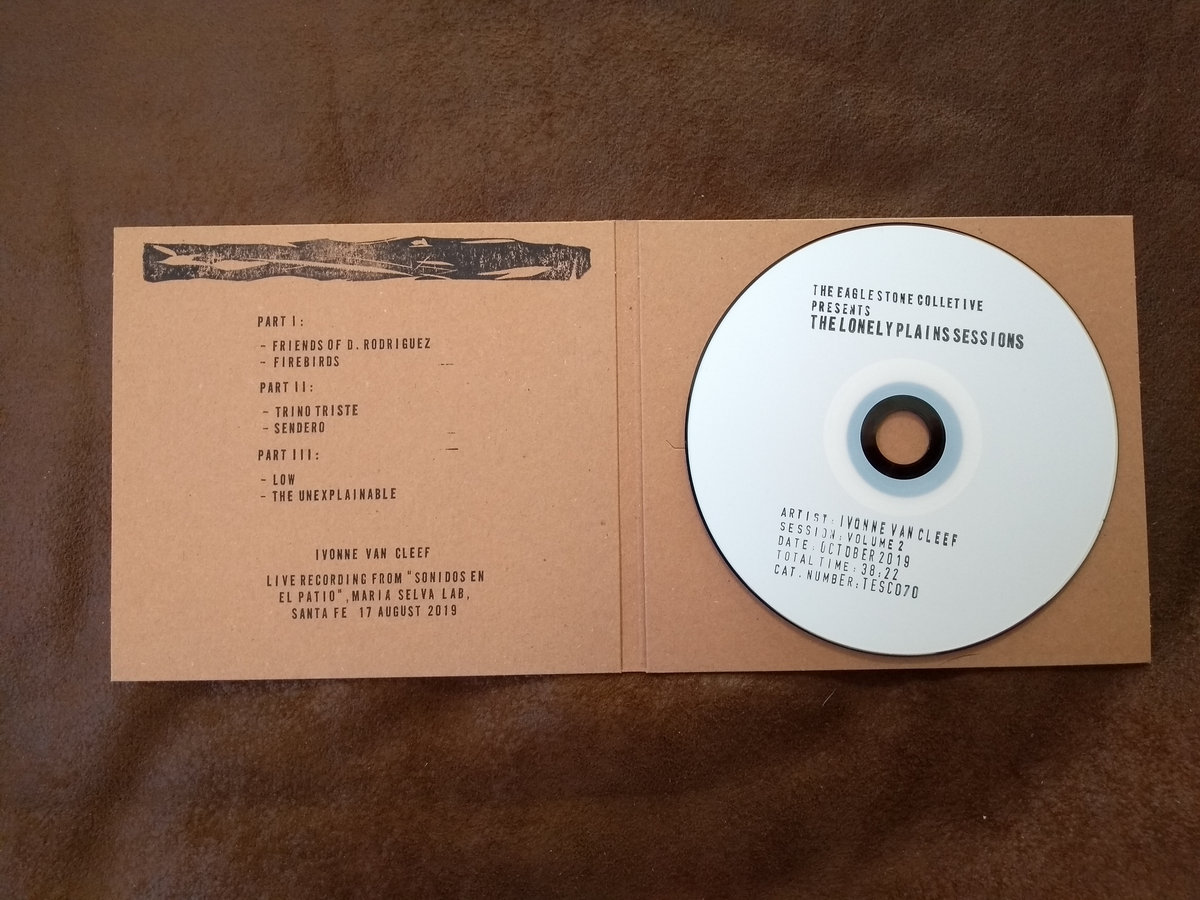 PART I:
- FRIENDS OF D. RODRIGUEZ
- FIREBIRDS
PART II:
- TRINO TRISTE
- SENDERO
PART III:
- LOW
- THE UNEXPLAINABLE
IVONNE VAN CLEEF
LIVE RECORDING FROM "SONIDOS EN
EL PATIO", MARIA SELVA LAB,
SANTA FE 17 AUGUST 2019
THE EAGLE STONE COLLETIVE
PRESENTS
THE LONELY PLAINS SESSIONS
ARTIST: IVONNE VAN CLEEF
SESSION: VOLUME 2
DATE: OCTOBER 2019
TOTAL TIME: 38:22
CAT. NUMBER: TESC070